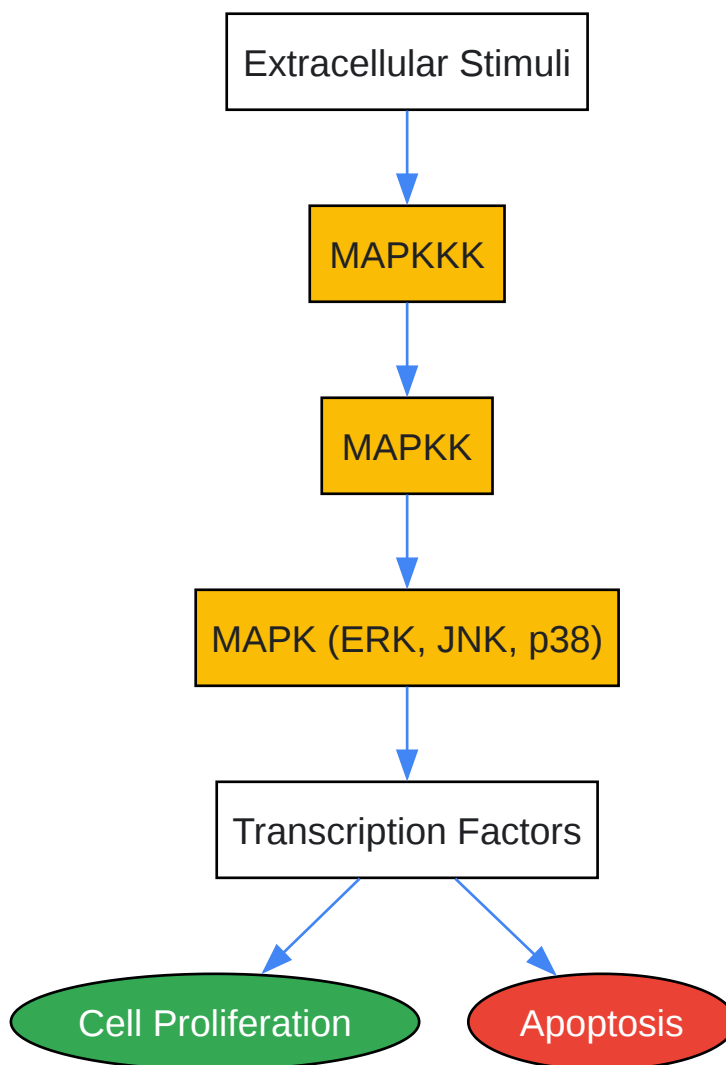 Extracellular Stimuli
MAPKKK
MAPKK
MAPK (ERK, JNK, p38)
Transcription Factors
Cell Proliferation
Apoptosis